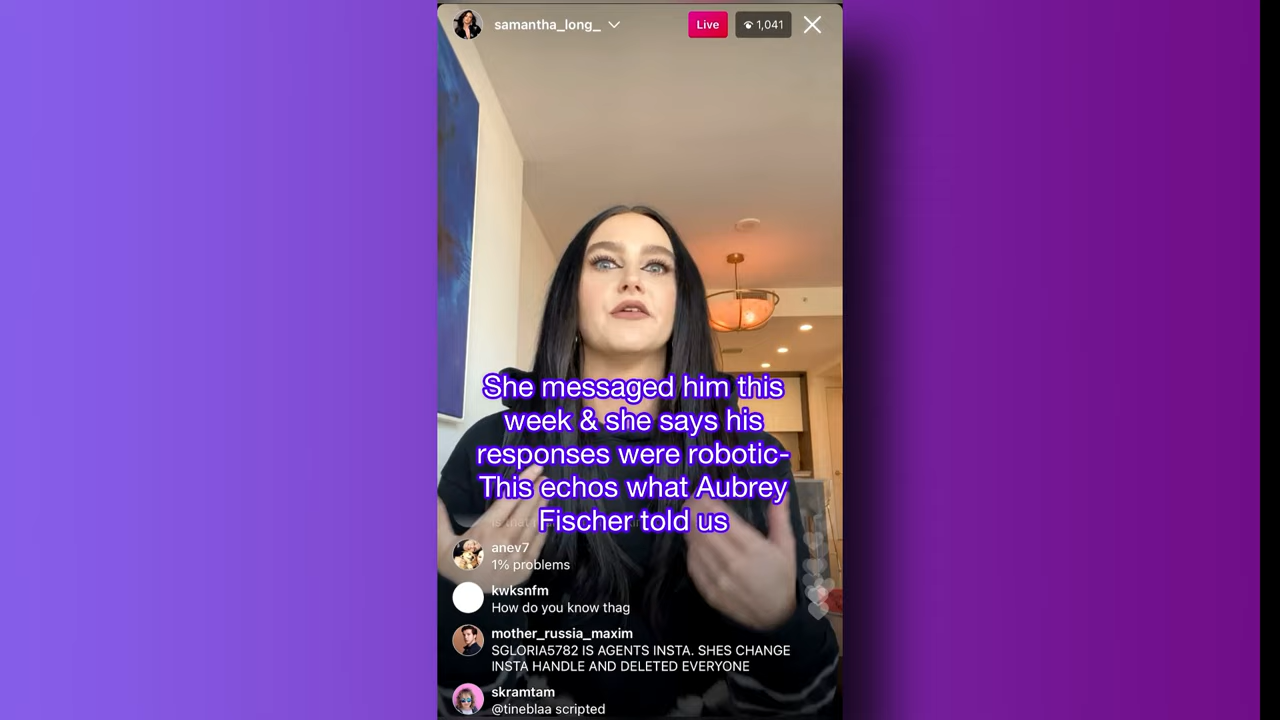 samantha_long_
Live
1,041
She messaged him this
week & she says his
responses were robotic-
This echos what Aubrey
Fischer told us
anev7
1% problems
kwksnfm
How do you know thag
mother_russia_maxim
SGLORIA5782 IS AGENTS INSTA. SHES CHANGE
INSTA HANDLE AND DELETED EVERYONE
skramtam
@tineblaa scripted